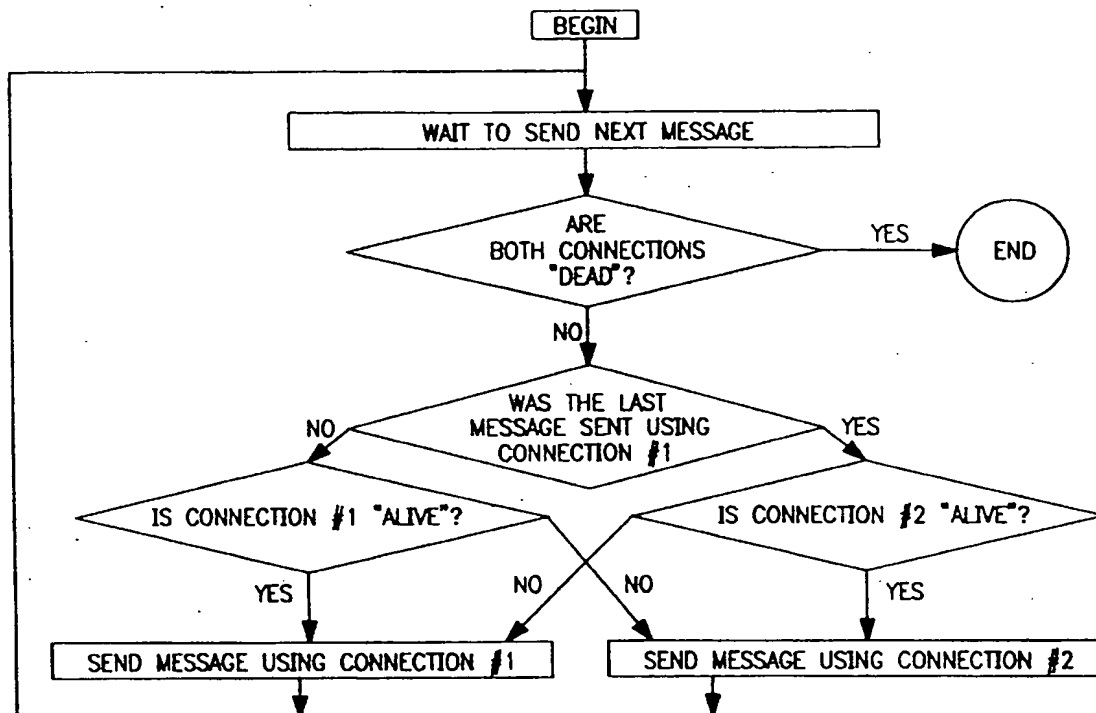 BEGIN
WAIT TO SEND NEXT MESSAGE
ARE
BOTH CONNECTIONS
"DEAD"?
YES
END
NO
WAS THE LAST
MESSAGE SENT USING
CONNECTION #1
NO
YES
IS CONNECTION #1 "ALIVE"?
IS CONNECTION #2 "ALIVE"?
YES
NO
NO
YES
SEND MESSAGE USING CONNECTION #1
SEND MESSAGE USING CONNECTION #2